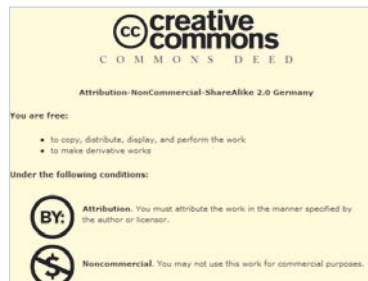 cc creative
commons
COMMONS DEED
Attribution-NonCommercial-ShareAlike 2.0 Germany
You are free:
to copy, distribute, display, and perform the work
to make derivative works
Under the following conditions:
BY:
Attribution. You must attribute the work in the manner specified by
the author or licensor.
$
Noncommercial. You may not use this work for commercial purposes.